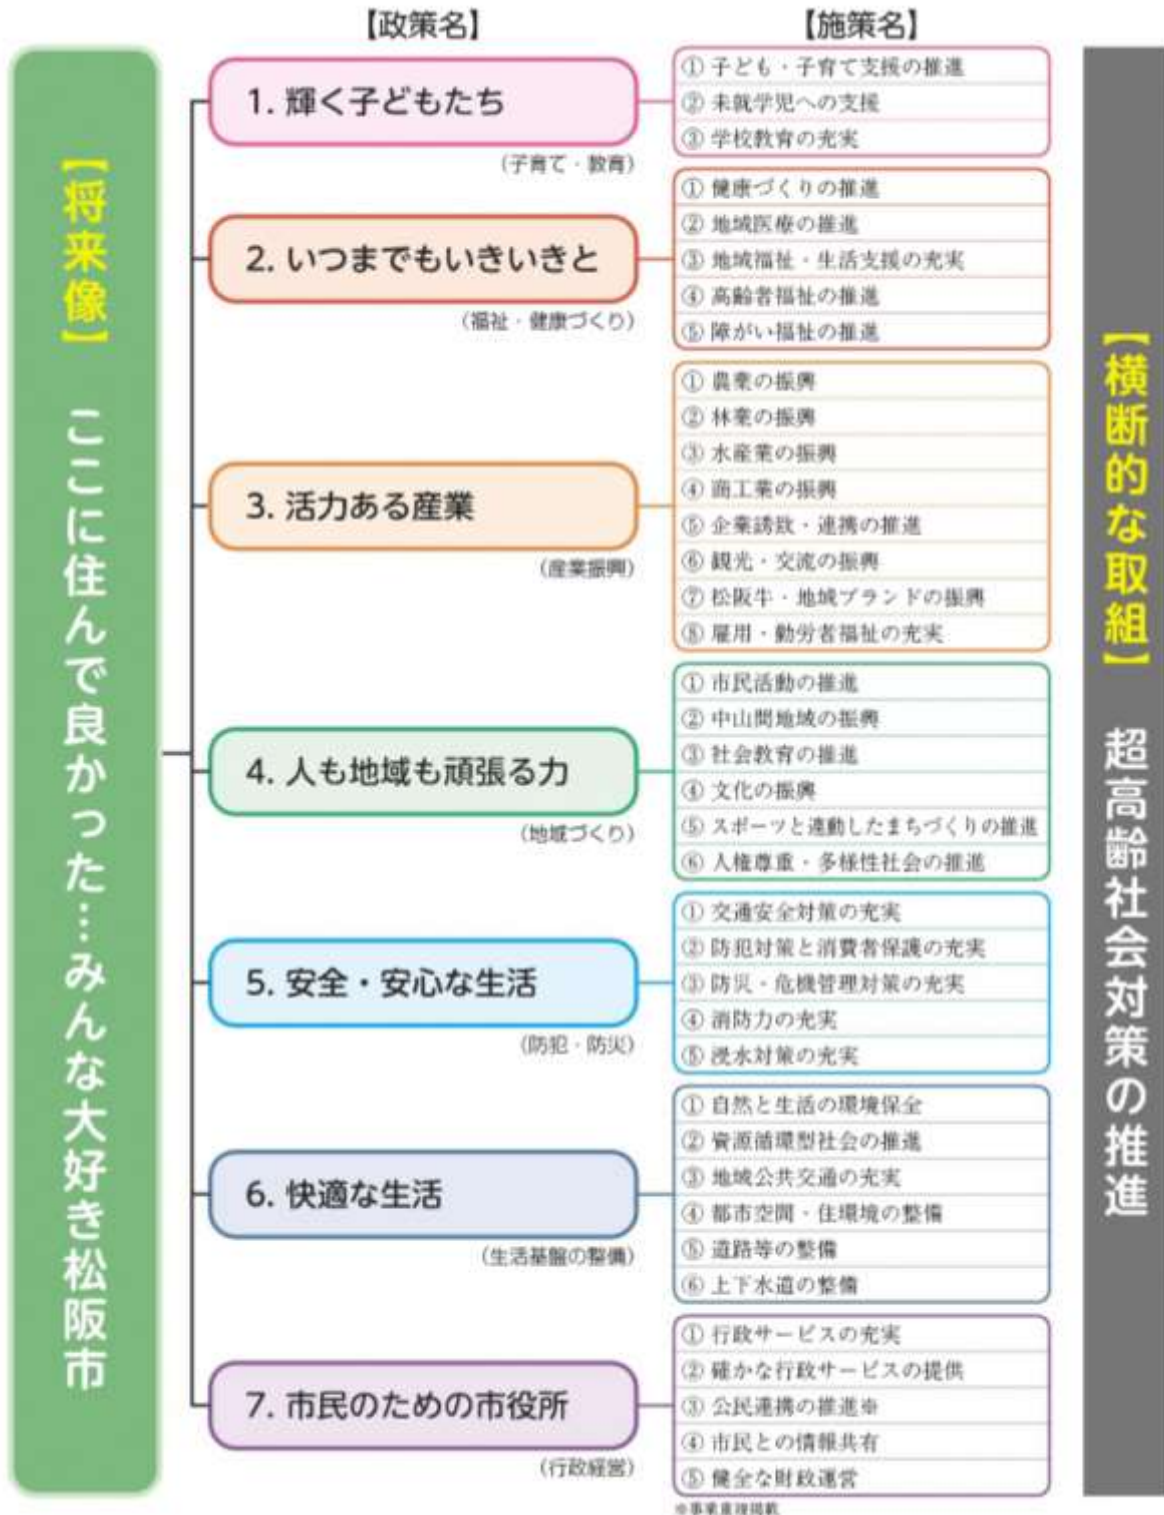 【政策名】
【施策名】
【将来像】 ここに住んで良かった…みんな大好き松阪市
1. 輝く子どもたち
(子育て・教育)
① 子ども・子育て支援の推進
② 未就学児への支援
③ 学校教育の充実
2. いつまでもいきいきと
(福祉・健康づくり)
① 健康づくりの推進
② 地域医療の推進
③ 地域福祉・生活支援の充実
④ 高齢者福祉の推進
⑤ 障がい福祉の推進
3. 活力ある産業
(産業振興)
① 農業の振興
② 林業の振興
③ 水産業の振興
④ 商工業の振興
⑤ 企業誘致・連携の推進
⑥ 観光・交流の振興
⑦ 松阪牛・地域ブランドの振興
⑧ 雇用・勤労者福祉の充実
4. 人も地域も頑張る力
(地域づくり)
① 市民活動の推進
② 中山間地域の振興
③ 社会教育の推進
④ 文化の振興
⑤ スポーツと連動したまちづくりの推進
⑥ 人権尊重・多様性社会の推進
5. 安全・安心な生活
(防犯・防災)
① 交通安全対策の充実
② 防犯対策と消費者保護の充実
③ 防災・危機管理対策の充実
④ 消防力の充実
⑤ 浸水対策の充実
6. 快適な生活
(生活基盤の整備)
① 自然と生活の環境保全
② 資源循環型社会の推進
③ 地域公共交通の充実
④ 都市空間・住環境の整備
⑤ 道路等の整備
⑥ 上下水道の整備
7. 市民のための市役所
(行政経営)
① 行政サービスの充実
② 確かな行政サービスの提供
③ 公民連携の推進※
④ 市民との情報共有
⑤ 健全な財政運営
※事業重複掲載
【横断的な取組】 超高齢社会対策の推進